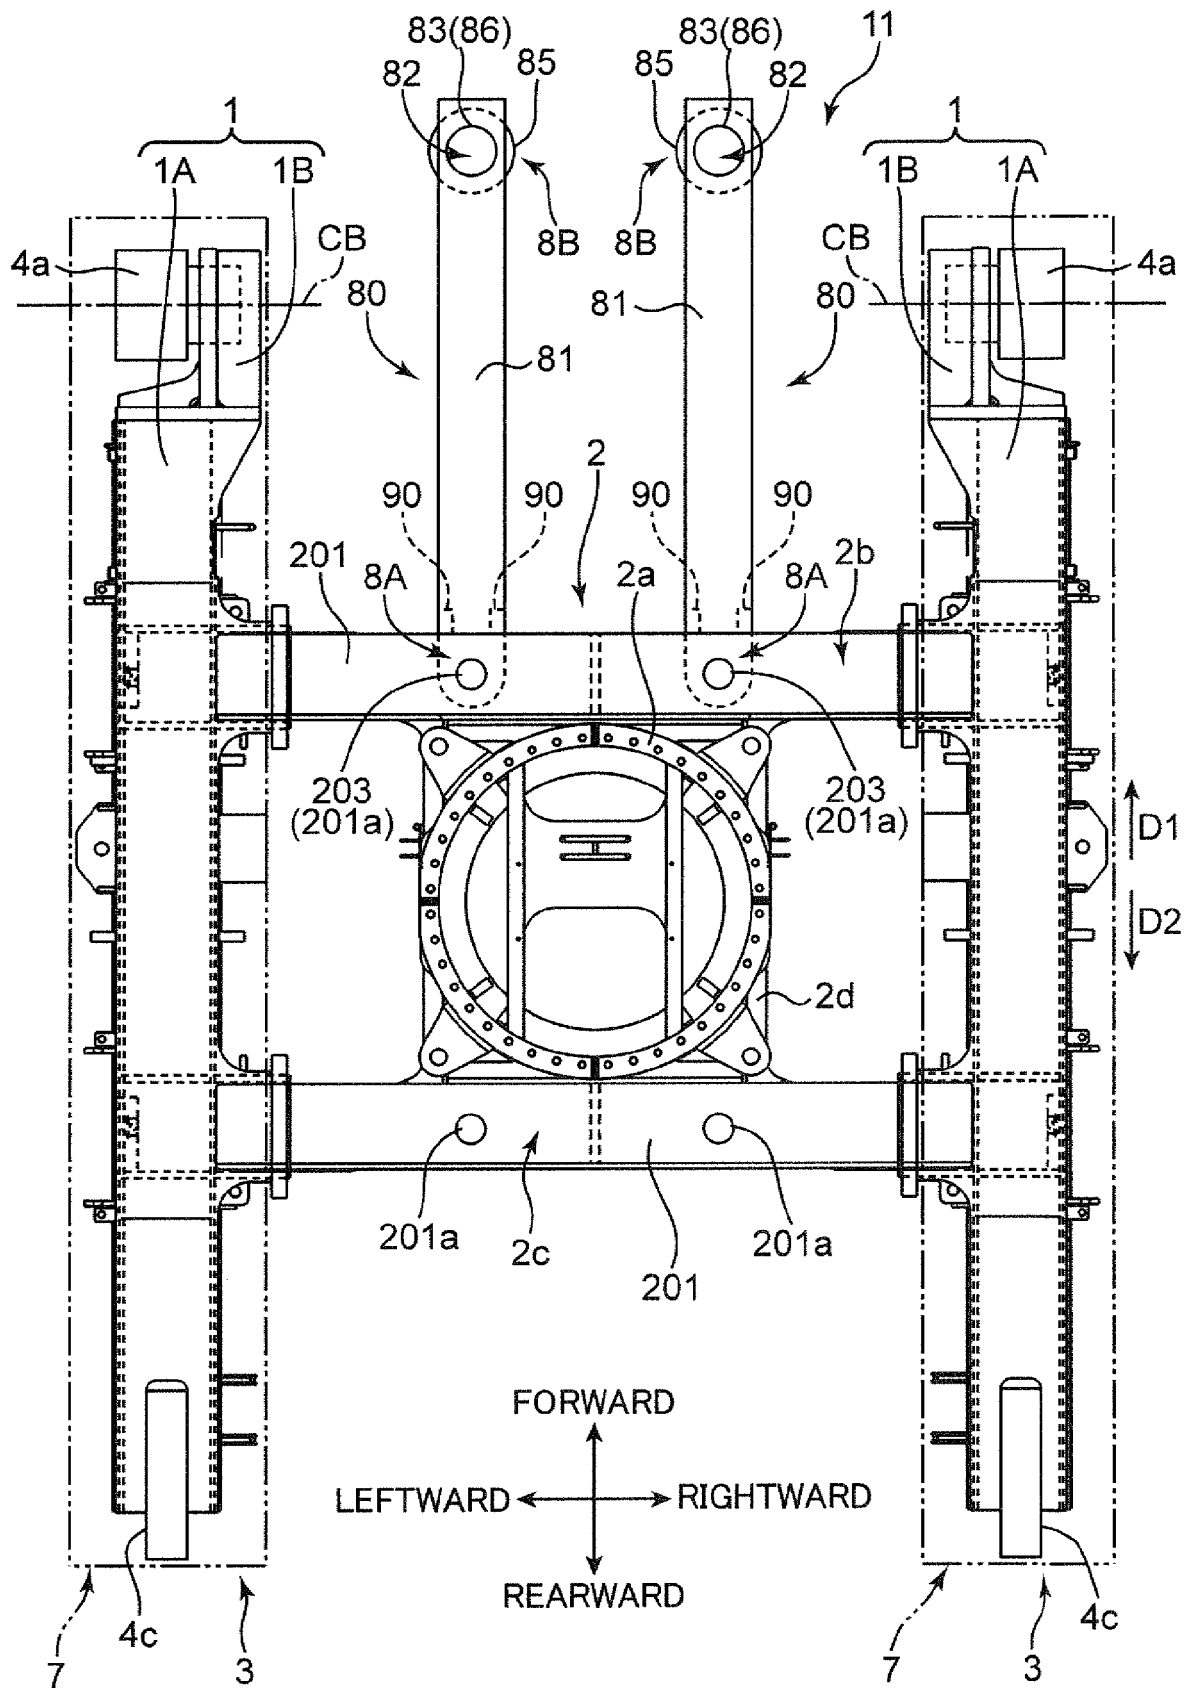 83(86) 83(86) 11
82 85 85 82
1 1
1A 1B 1B 1A
8B 8B
4a CB CB 4a
80 81 80
81
2
90 90 90 90
201 2a 2b
8A 8A
203 203
(201a) (201a)
D1
D2
2d
201a 201a
2c
201
FORWARD
LEFTWARD RIGHTWARD
REARWARD
4c 4c
7 3 7 3